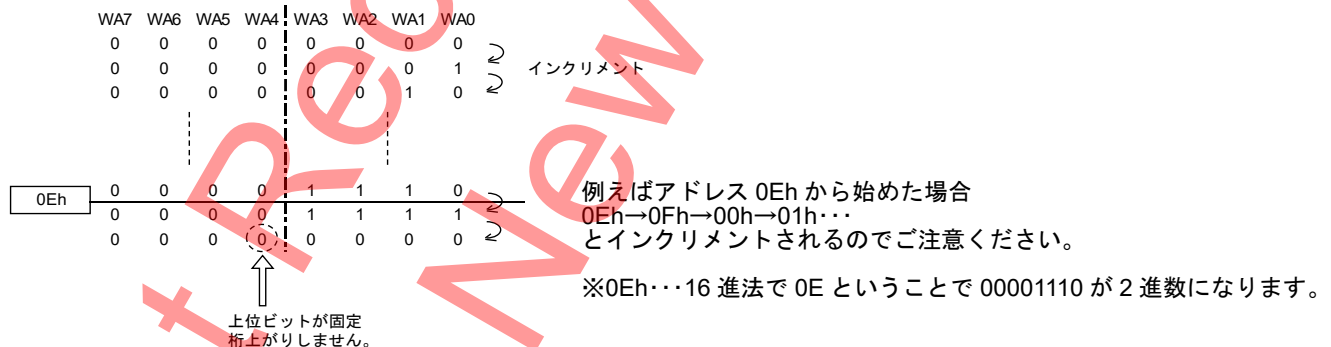 WA7 WA6 WA5 WA4 WA3 WA2 WA1 WA0
0 0 0 0 0 0 0 0
0 0 0 0 0 0 0 1 インクリメント
0 0 0 0 0 0 1 0
0Eh 0 0 0 0 1 1 1 0
0 0 0 0 1 1 1 1
0 0 0 0 0 0 0 0
上位ビットが固定
桁上がりしません。
例えばアドレス 0Eh から始めた場合
0Eh→0Fh→00h→01h･･･
とインクリメントされるのでご注意ください。
※0Eh･･･16 進法で 0E ということで 00001110 が 2 進数になります。
t Rec
New